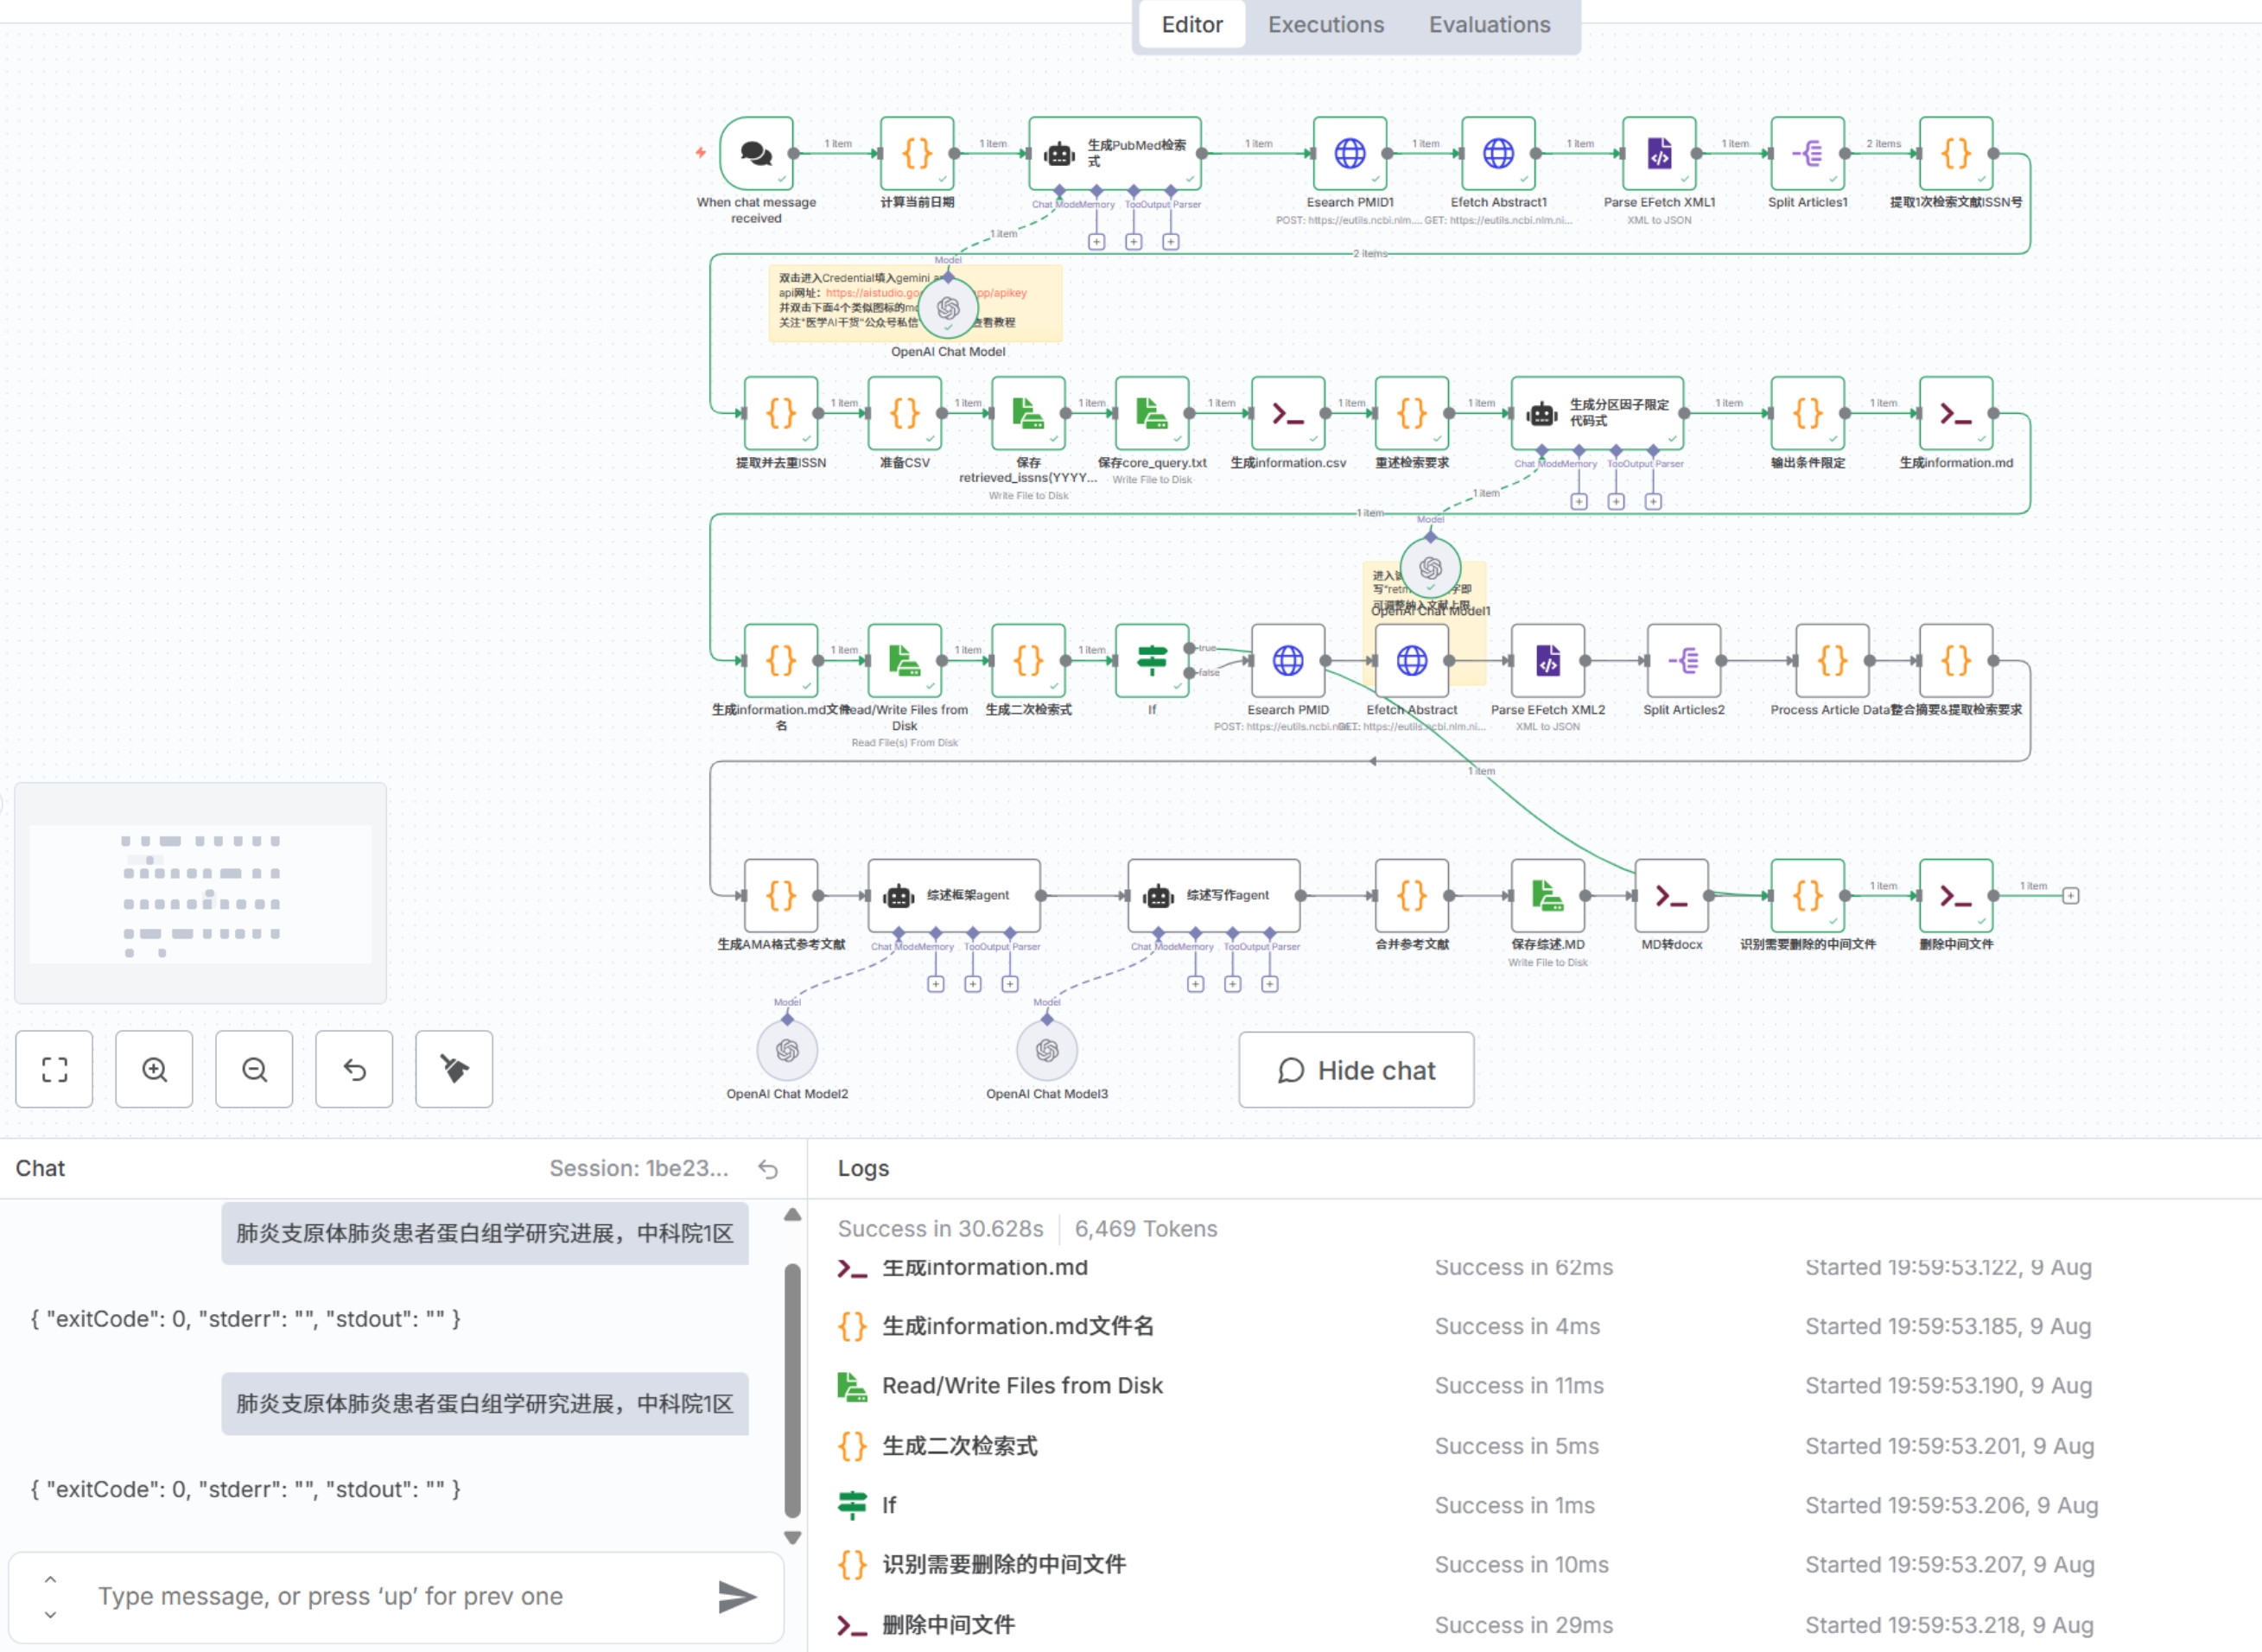 Editor
Executions
Evaluations
1 item
1 item
1 item
1 item
1 item
1 item
2 items
生成PubMed检索
式
When chat message
received
计算当前日期
Chat Mode
Memory
Too
Output Parser
Esearch PMID1
POST: https://eutils.ncbi.nlm....
Efetch Abstract1
GET: https://eutils.ncbi.nlm.ni...
Parse EFetch XML1
XML to JSON
Split Articles1
提取1次检索文献ISSN号
1 item
2 items
Model
双击进入Credential填入gemini
api网址：https://aistudio.go
pp/apikey
并双击下面4个类似图标的
关注"医学AI干货"公众号私信
查看教程
OpenAI Chat Model
1 item
1 item
1 item
1 item
1 item
1 item
1 item
1 item
生成分区因子限定
代码式
提取并去重ISSN
准备CSV
保存
retrieved_issns(YYYY...
Write File to Disk
保存core_query.txt
Write File to Disk
生成information.csv
重述检索要求
Chat Mode
Memory
Too
Output Parser
输出条件限定
生成information.md
1 item
1 item
Model
进入
写"retm
字即
可调整纳入文献上限
OpenAI Chat Model1
1 item
1 item
1 item
true
false
生成information.md文件
名
Read/Write Files from
Disk
Read File(s) From Disk
生成二次检索式
If
Esearch PMID
POST: https://eutils.ncbi.nlm
Efetch Abstract
GET: https://eutils.ncbi.nlm.ni...
Parse EFetch XML2
XML to JSON
Split Articles2
Process Article Data
整合摘要&提取检索要求
1 item
综述框架agent
综述写作agent
1 item
1 item
生成AMA格式参考文献
Chat Mode
Memory
Too
Output Parser
Chat Mode
Memory
Too
Output Parser
合并参考文献
保存综述.MD
Write File to Disk
MD转docx
识别需要删除的中间文件
删除中间文件
Model
Model
OpenAI Chat Model2
OpenAI Chat Model3
Hide chat
Chat
Session: 1be23...
肺炎支原体肺炎患者蛋白组学研究进展，中科院1区
{ "exitCode": 0, "stderr": "", "stdout": "" }
肺炎支原体肺炎患者蛋白组学研究进展，中科院1区
{ "exitCode": 0, "stderr": "", "stdout": "" }
Type message, or press ‘up’ for prev one
Logs
Success in 30.628s
6,469 Tokens
生成information.md
Success in 62ms
Started 19:59:53.122, 9 Aug
生成information.md文件名
Success in 4ms
Started 19:59:53.185, 9 Aug
Read/Write Files from Disk
Success in 11ms
Started 19:59:53.190, 9 Aug
生成二次检索式
Success in 5ms
Started 19:59:53.201, 9 Aug
If
Success in 1ms
Started 19:59:53.206, 9 Aug
识别需要删除的中间文件
Success in 10ms
Started 19:59:53.207, 9 Aug
删除中间文件
Success in 29ms
Started 19:59:53.218, 9 Aug